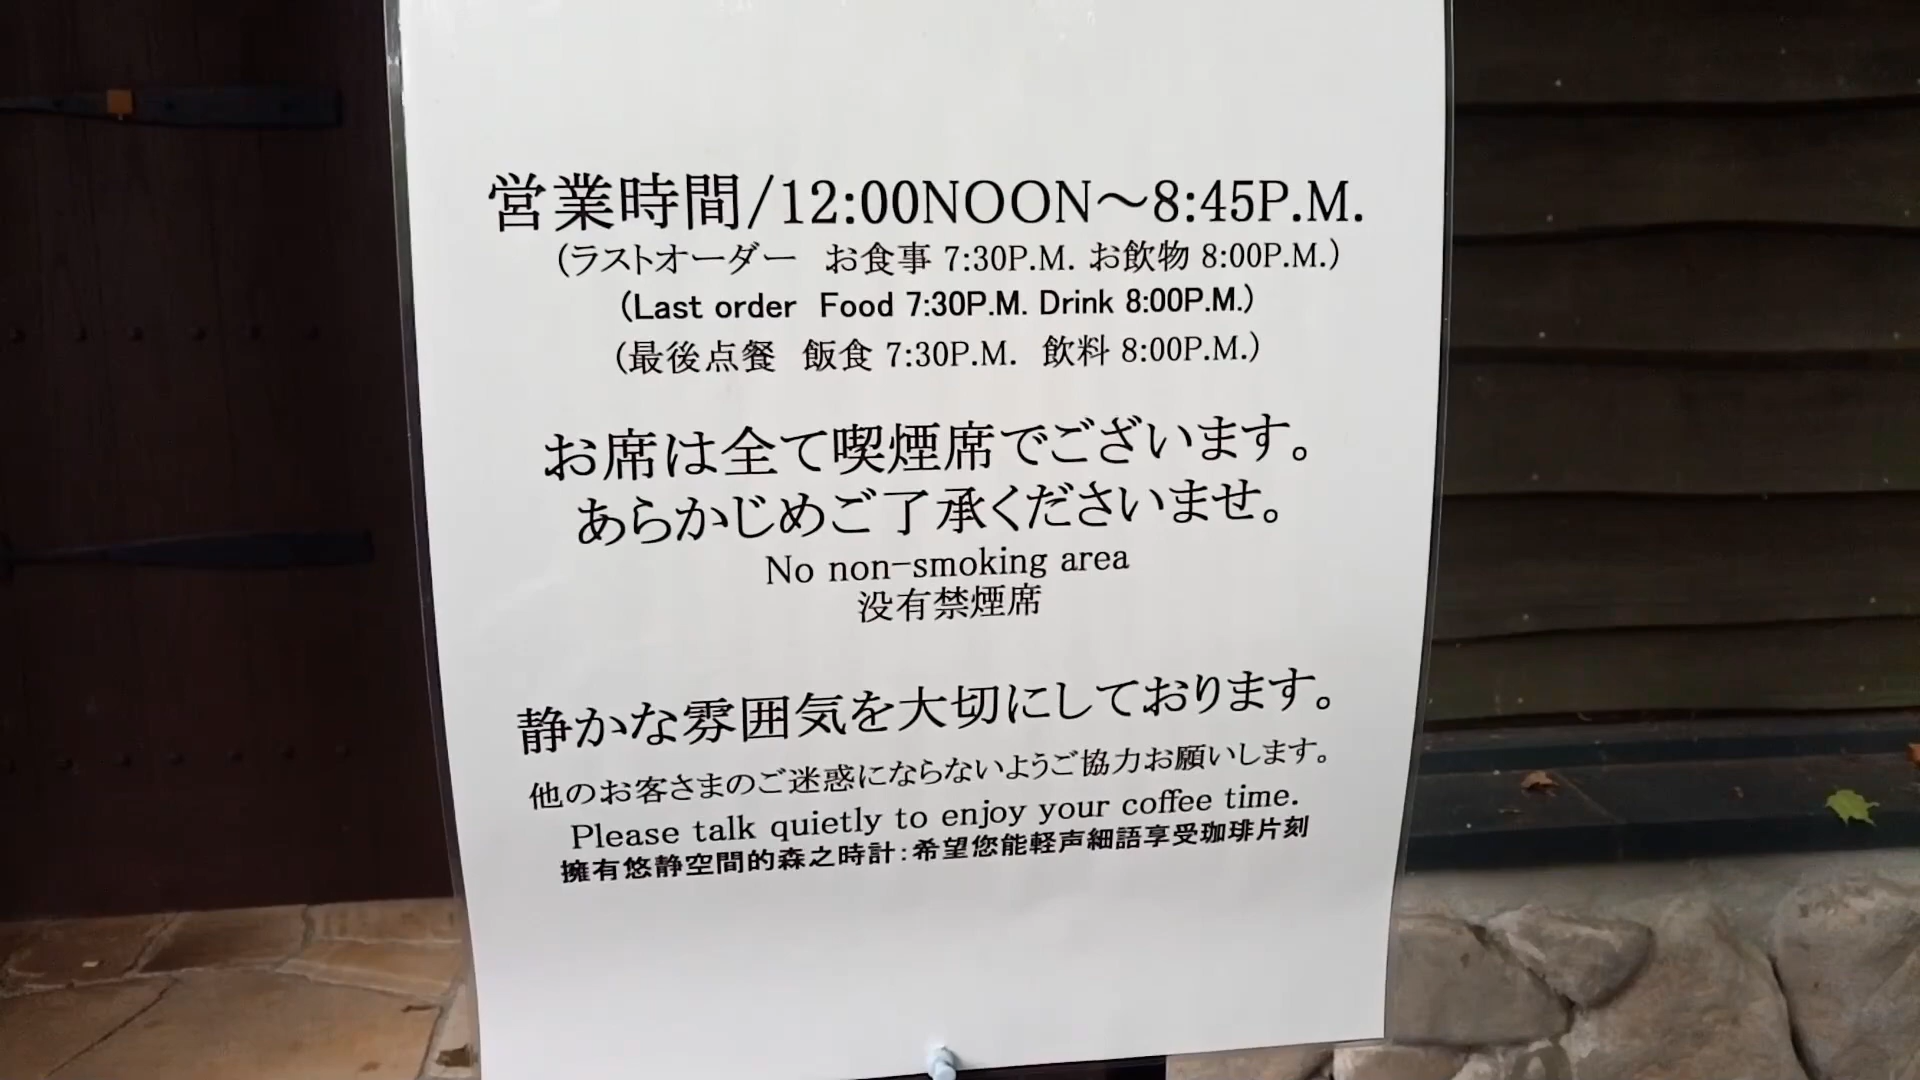 営業時間/12:00NOON～8:45P.M.
(ラストオーダー　お食事 7:30P.M. お飲物 8:00P.M.)
(Last order  Food 7:30P.M. Drink 8:00P.M.)
(最後点餐　飯食 7:30P.M.　飲料 8:00P.M.)
お席は全て喫煙席でございます。
あらかじめご了承くださいませ。
No non-smoking area
没有禁煙席
静かな雰囲気を大切にしております。
他のお客さまのご迷惑にならないようご協力お願いします。
Please talk quietly to enjoy your coffee time.
擁有悠静空間的森之時計:希望您能軽声細語享受珈琲片刻